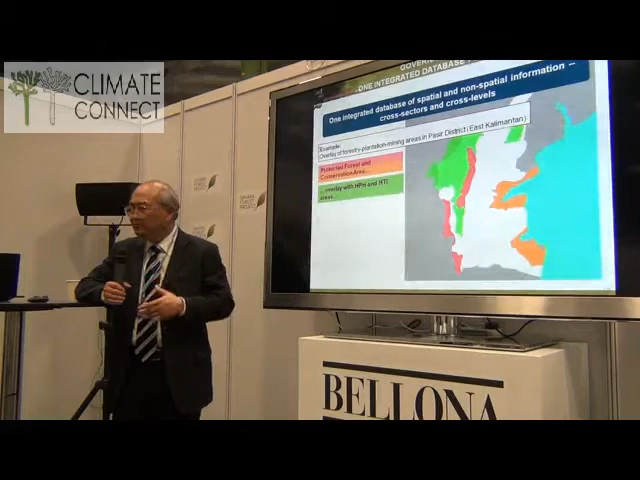 CLIMATE
CONNECT
GOVERN
ONE INTEGRATED DATABASE
One integrated database of spatial and non-spatial information –
cross-sectors and cross-levels
Example:
Overlay of forestry-plantation-mining areas in Pasir District (East Kalimantan)
Protected Forest and
Conservation Area...
... overlay with HPH and HTI
areas...
BELLONA